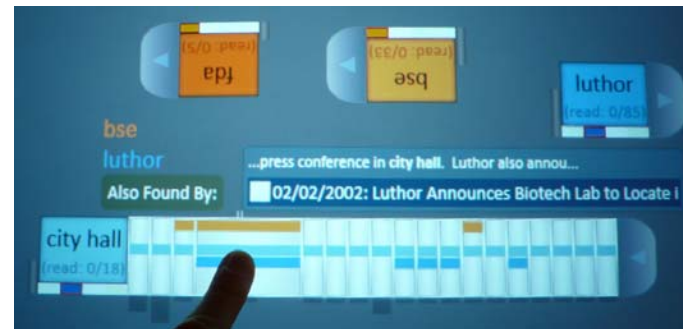 (read: 0/5)
fda
(read: 0/33)
bse
luthor
(read: 0/85)
bse
luthor
...press conference in city hall. Luthor also annou...
Also Found By:
02/02/2002: Luthor Announces Biotech Lab to Locate i
city hall
(read: 0/18)